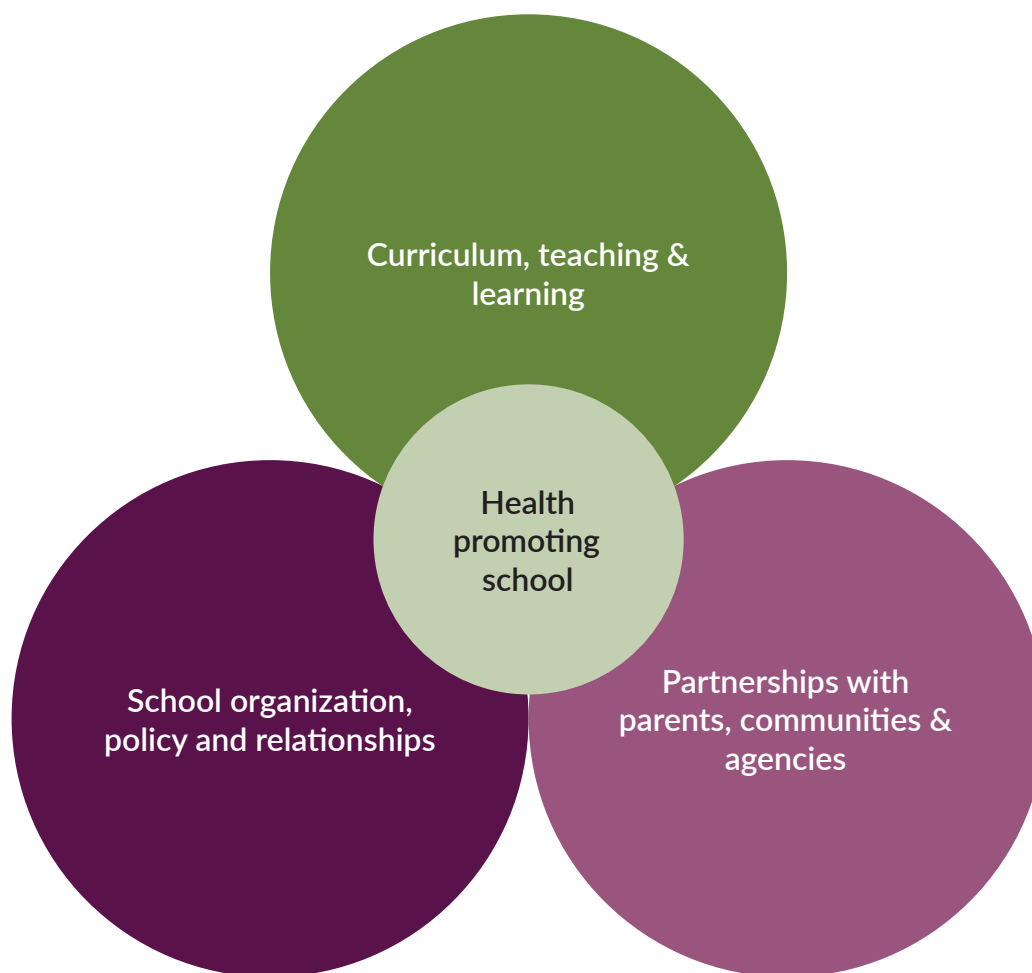 Curriculum, teaching &
learning
Health
promoting
school
School organization,
policy and relationships
Partnerships with
parents, communities &
agencies